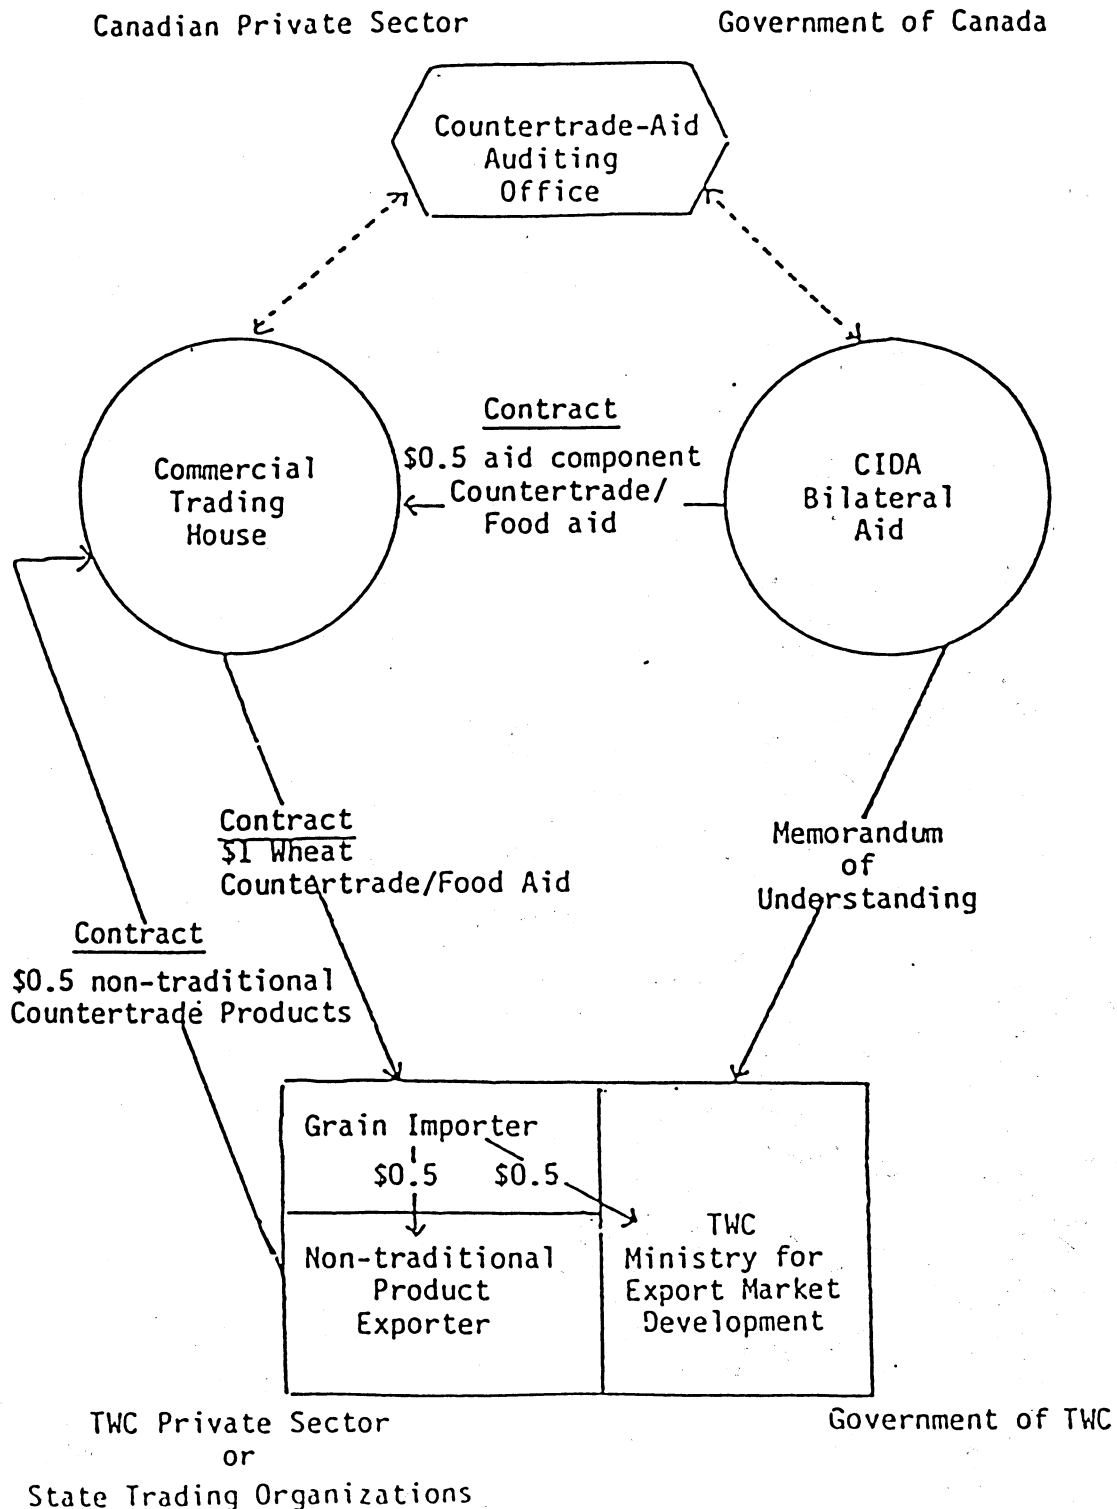 Canadian Private Sector
Government of Canada
Countertrade-Aid
Auditing
Office
Contract
$0.5 aid component
Countertrade/
Food aid
Commercial
Trading
House
CIDA
Bilateral
Aid
Contract
$1 Wheat
Countertrade/Food Aid
Memorandum
of
Understanding
Contract
$0.5 non-traditional
Countertrade Products
Grain Importer
$0.5 $0.5
Non-traditional
Product
Exporter
TWC
Ministry for
Export Market
Development
TWC Private Sector
or
State Trading Organizations
Government of TWC